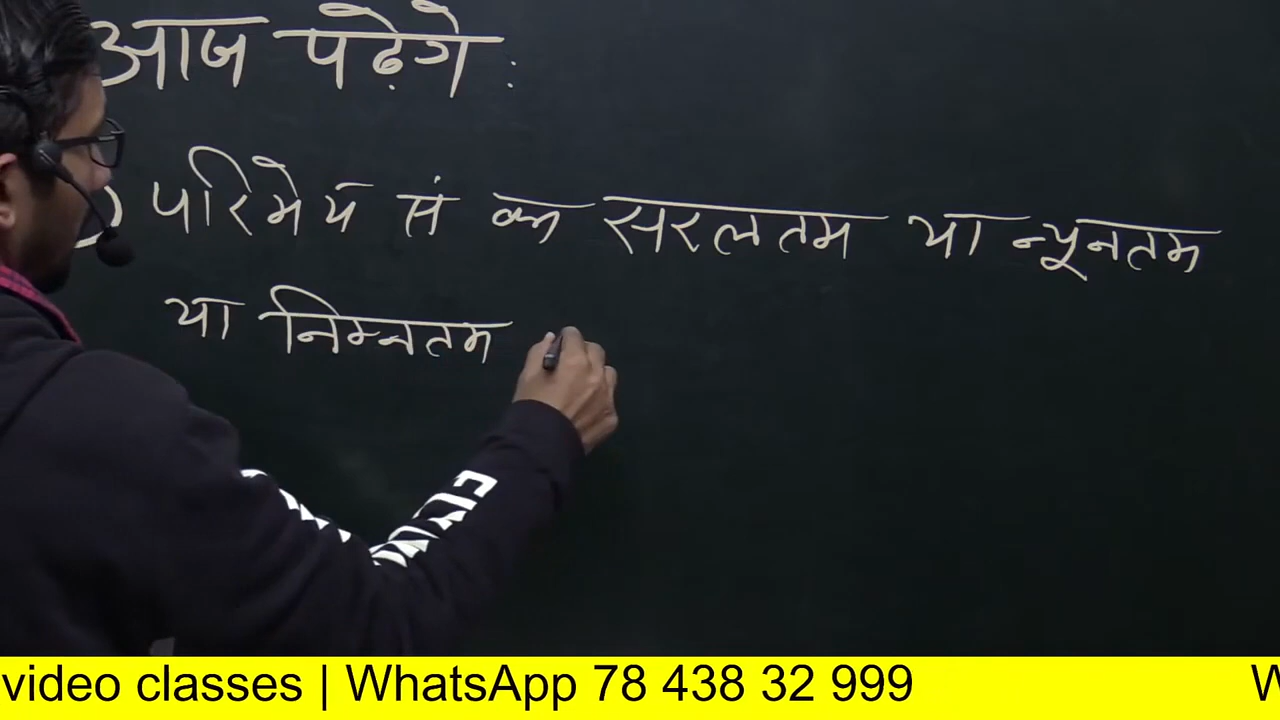 आज पढ़ेगे :
) परिमेय सं का सरलतम या न्यूनतम
या निम्नतम
video classes | WhatsApp 78 438 32 999 W